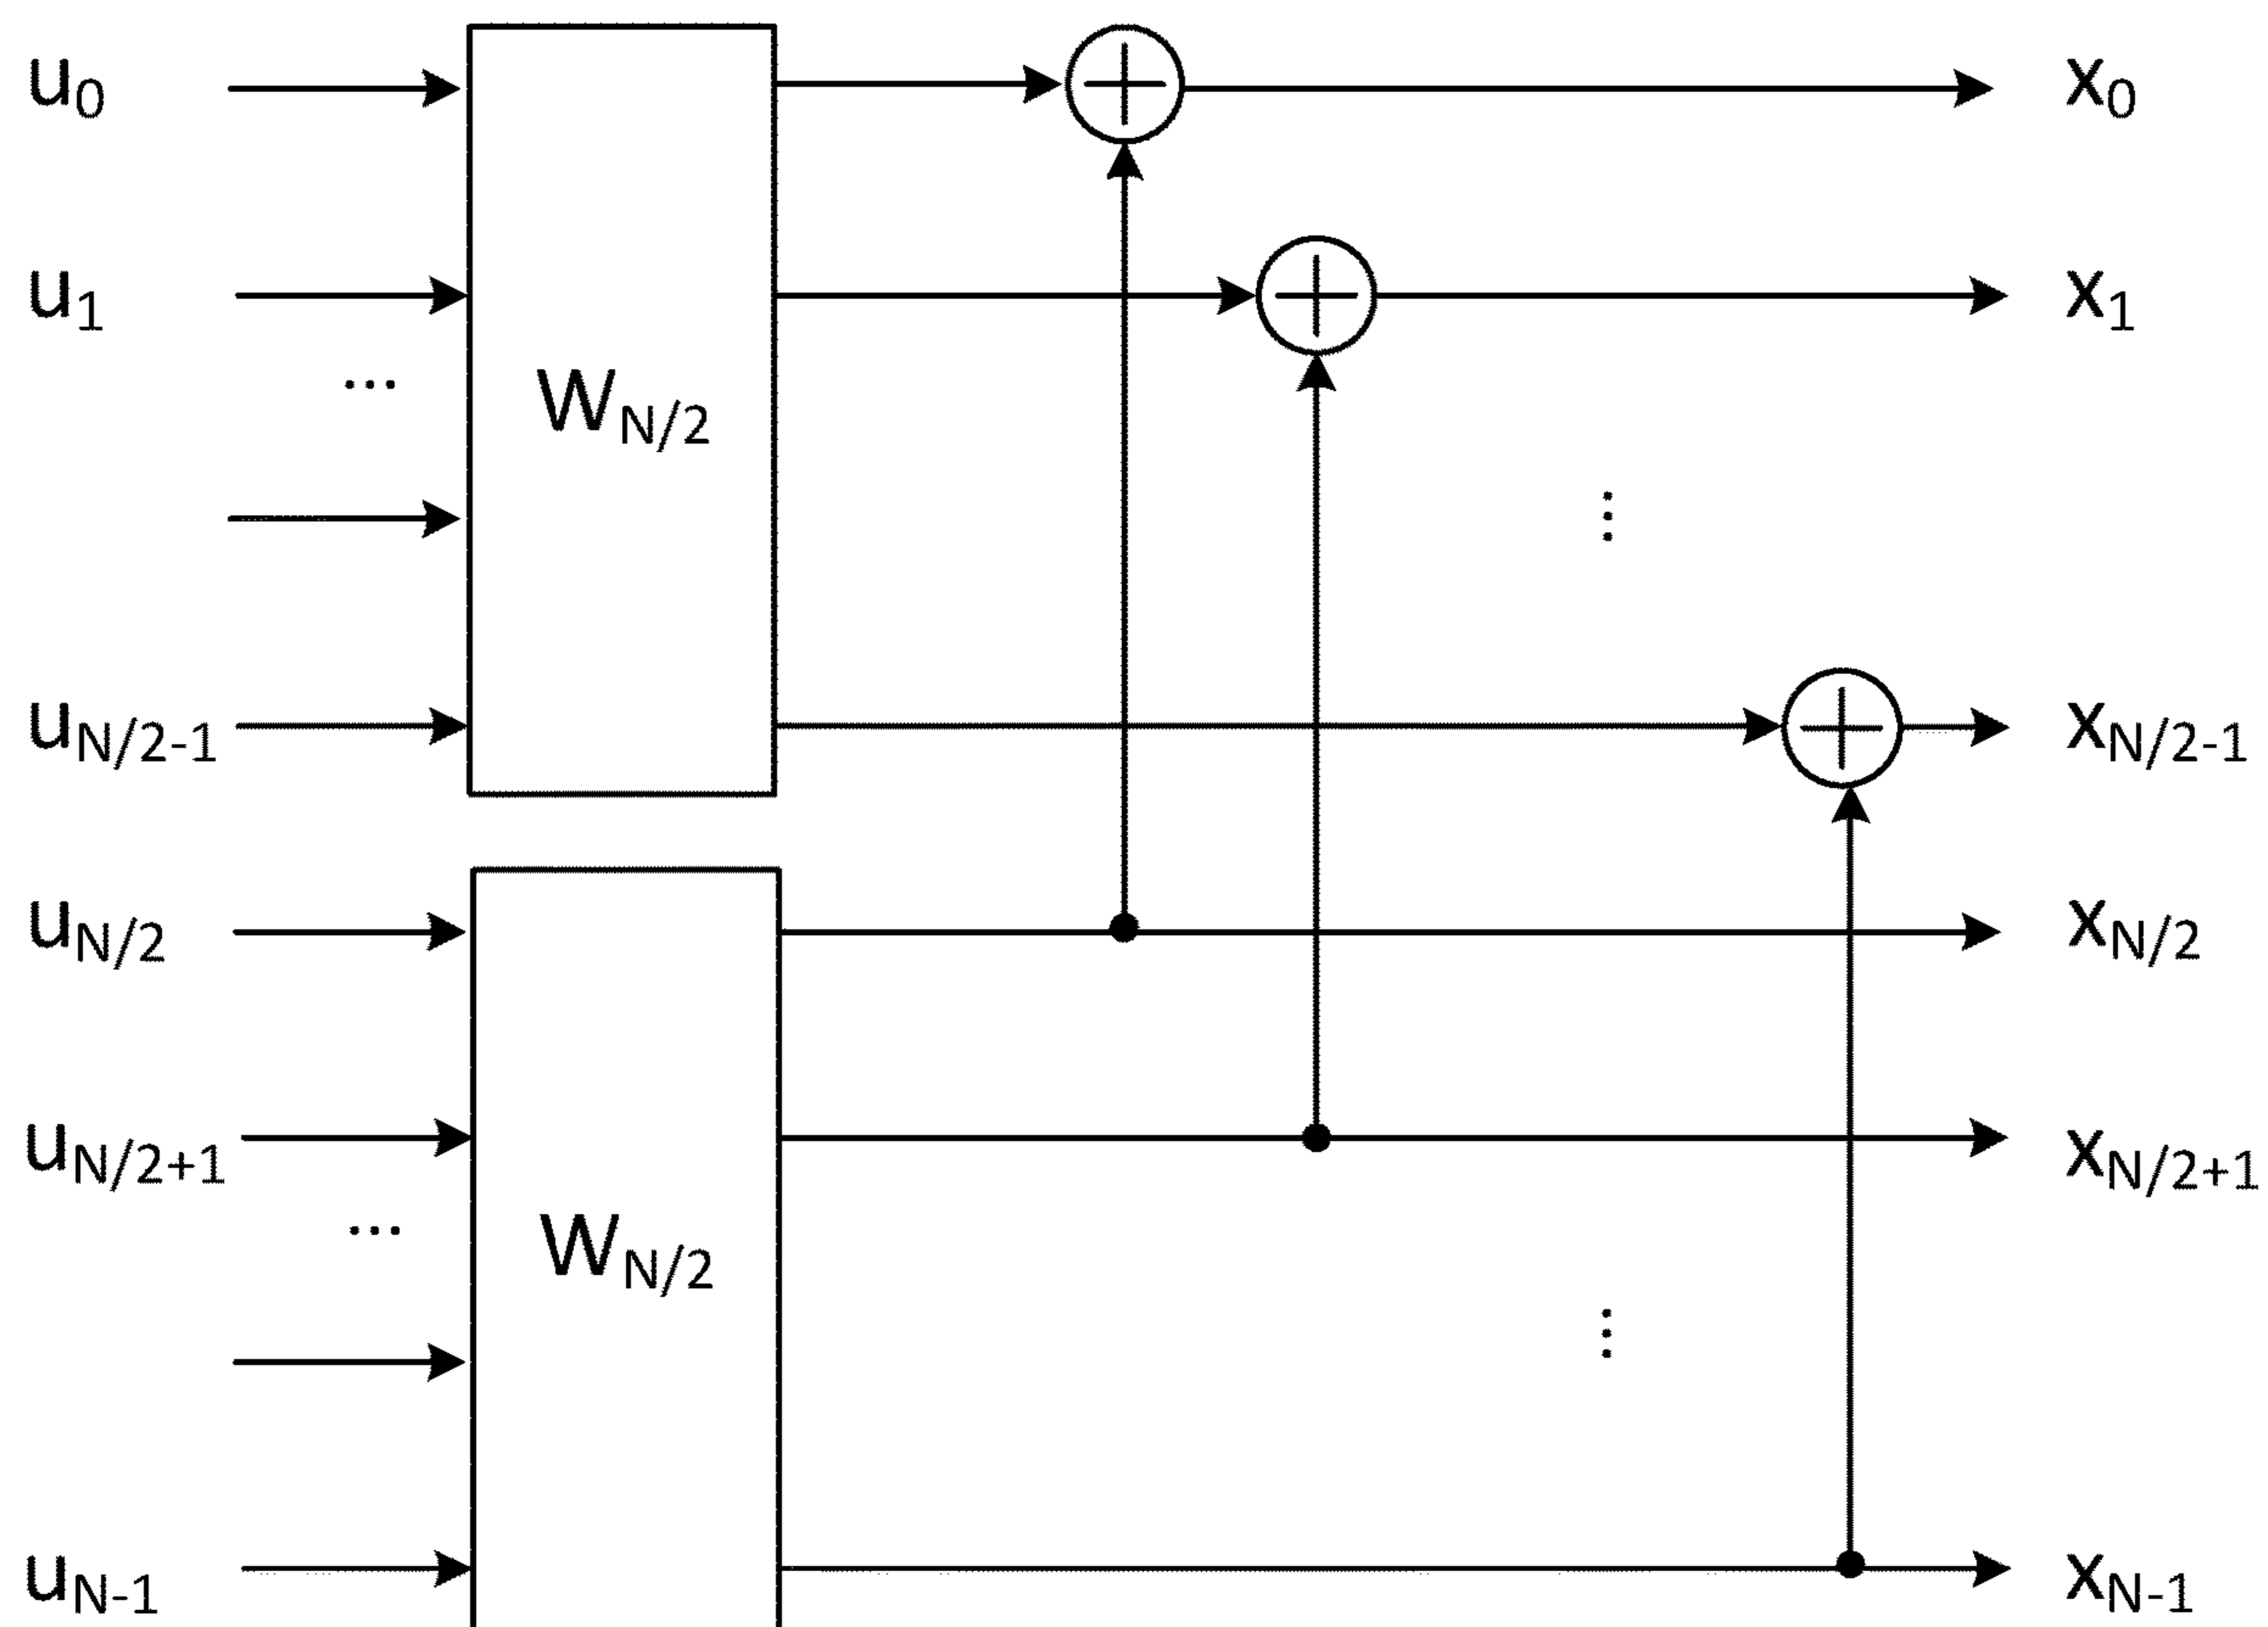 u0 x0
u1 x1
...
WN/2
⋮
uN/2-1 xN/2-1
uN/2 xN/2
uN/2+1 xN/2+1
...
WN/2
⋮
uN-1 xN-1